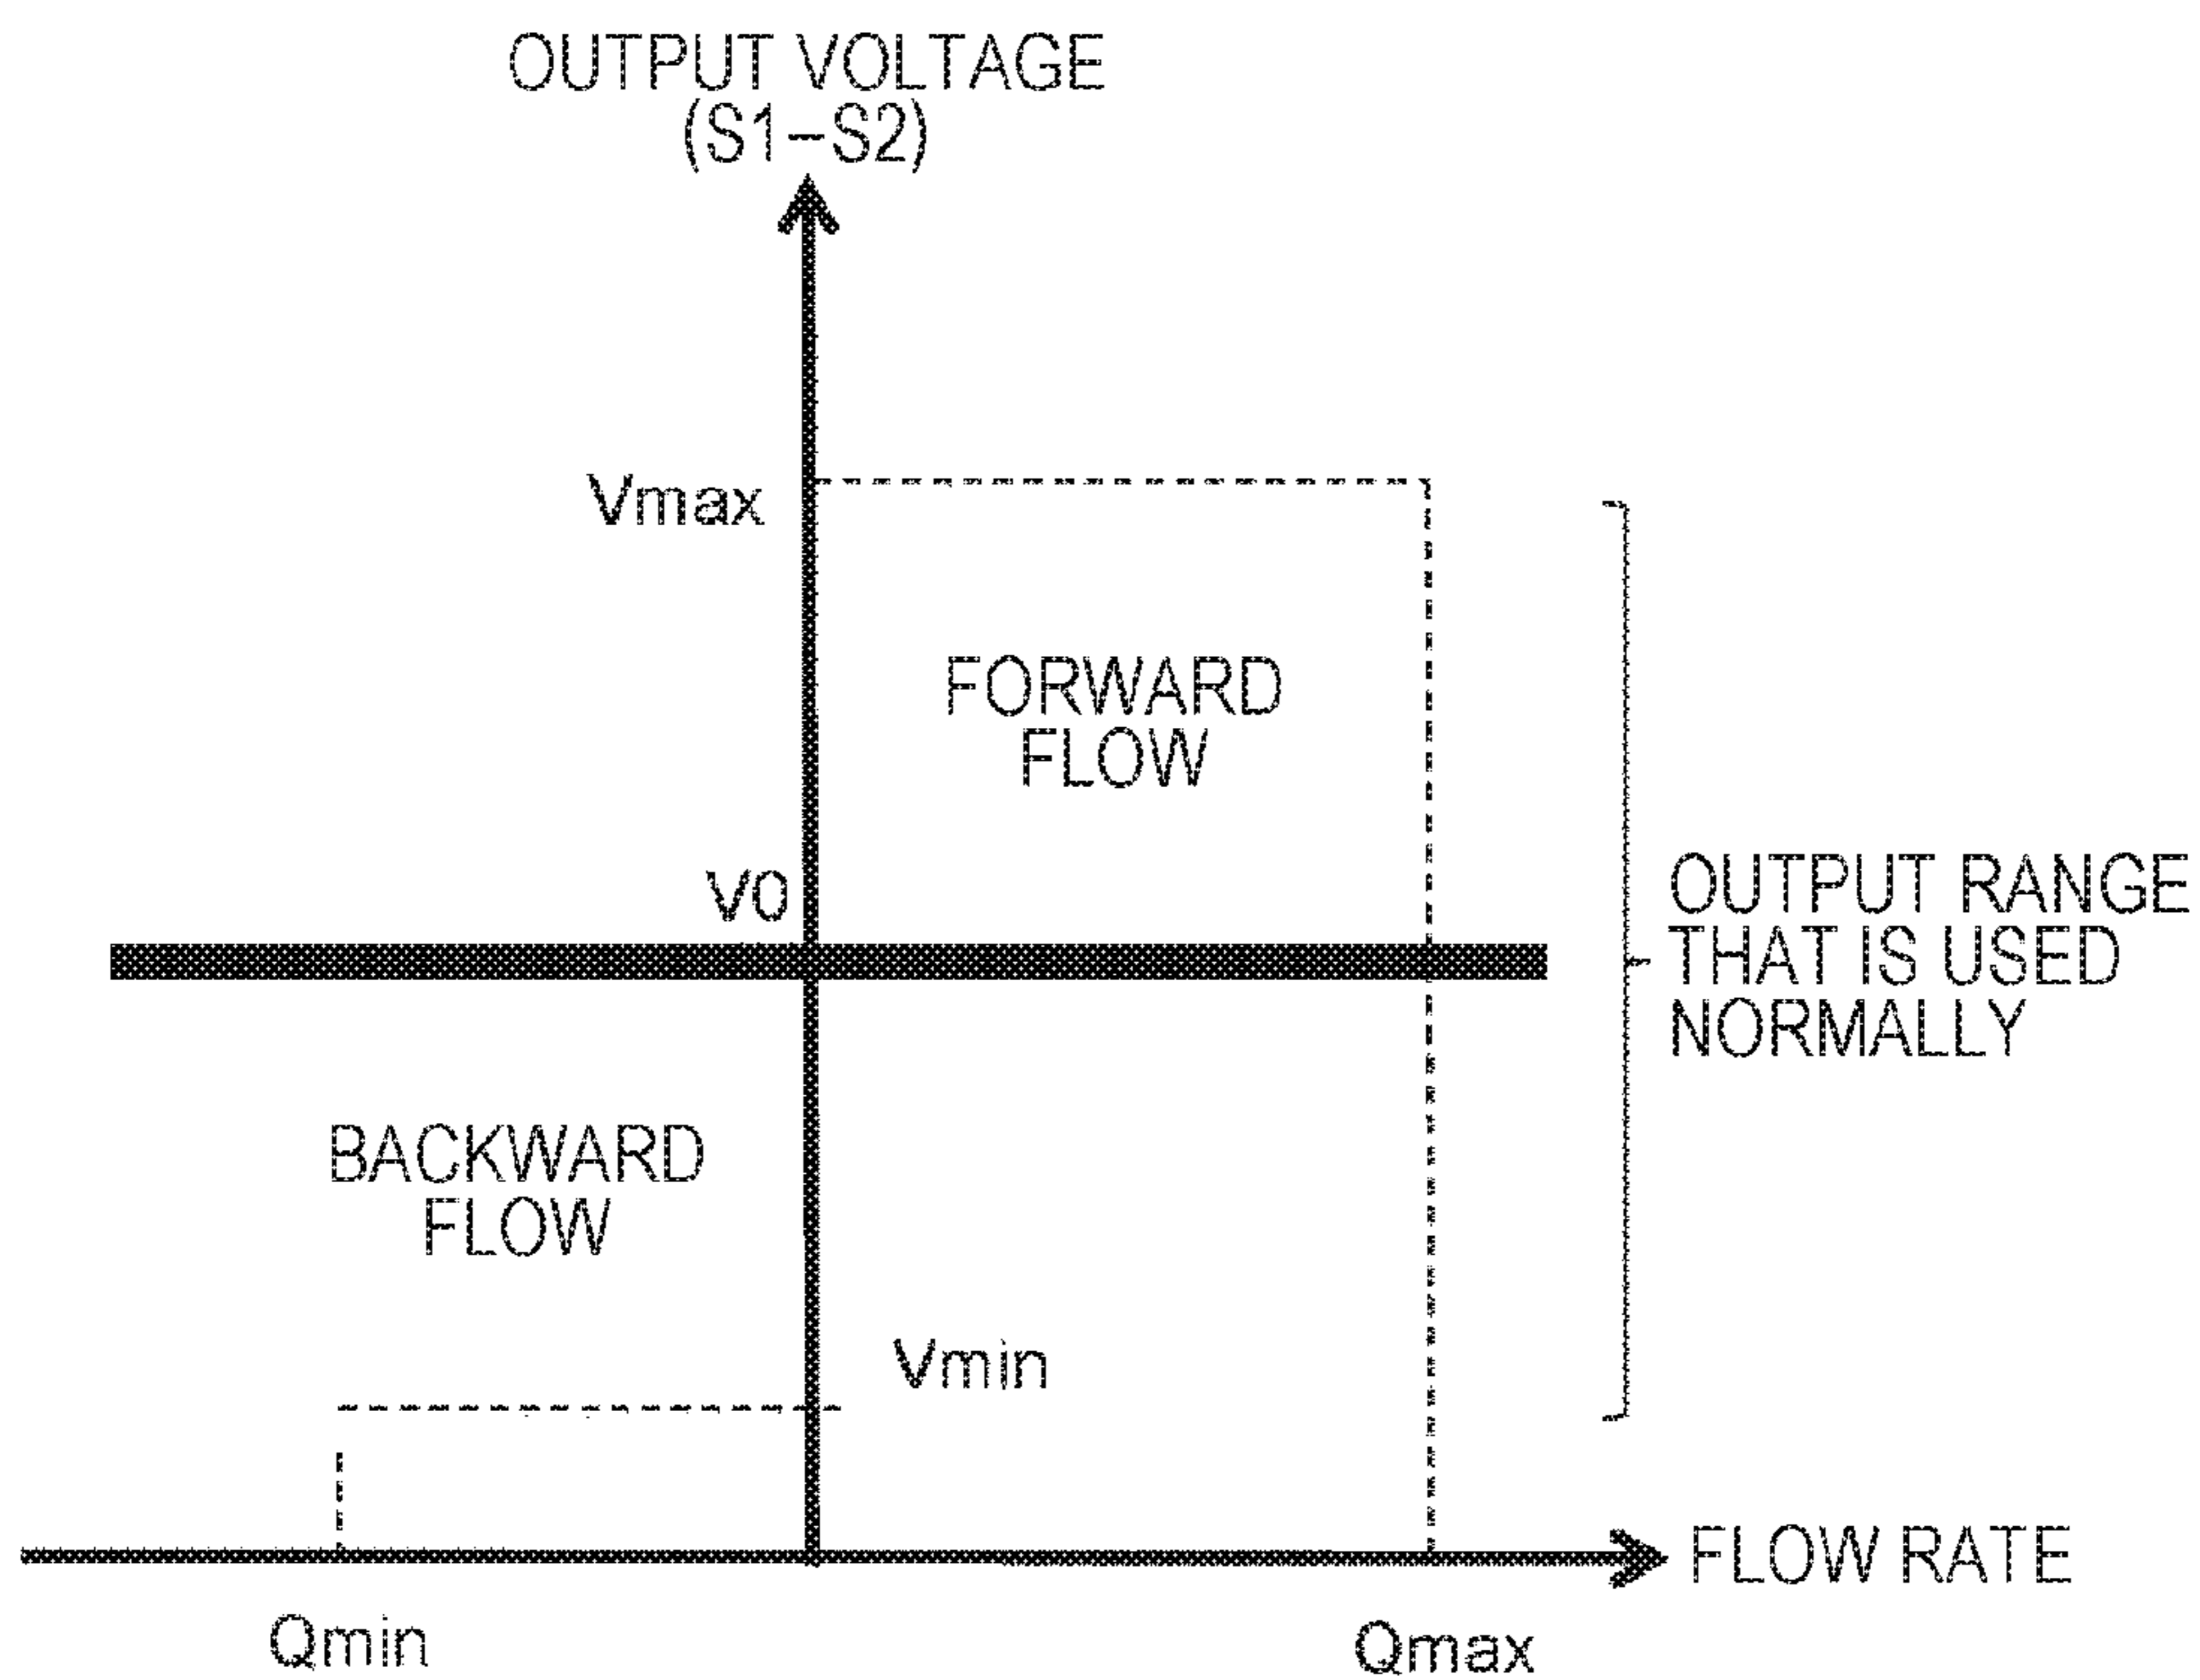 OUTPUT VOLTAGE
(S1-S2)
Vmax
FORWARD
FLOW
V0
OUTPUT RANGE
THAT IS USED
NORMALLY
BACKWARD
FLOW
Vmin
FLOW RATE
Qmin
Qmax